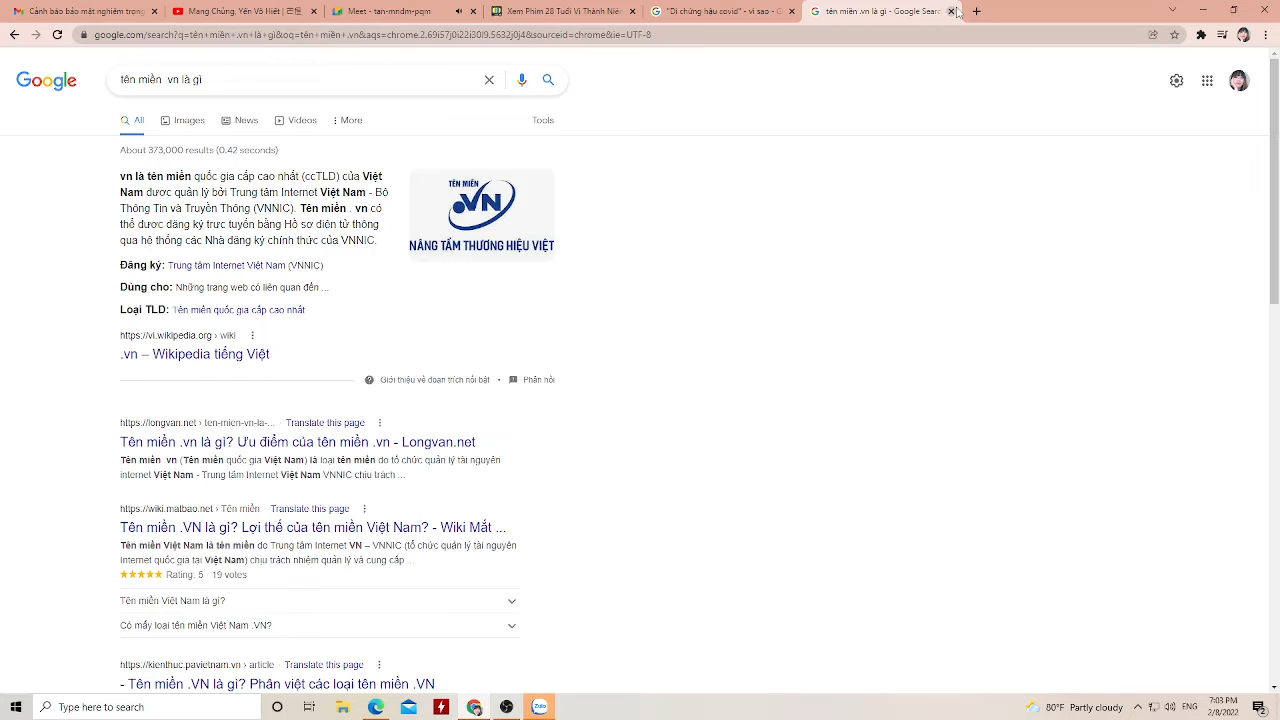 Cảnh báo bảo mật nghiêm trọng
Mang Chủng, Yến Vô Hiết | 芒种
Meet - tan-mdrn-pqm
Xem Phim 28 Tuổi Vị Thành Niên
"Di chứng hậu covid" - vì sao - G
tên miền .vn là gì - Google Sear
google.com/search?q=tên+miền+.vn+là+gì&oq=tên+miền+.vn&aqs=chrome.2.69i57j0i22i30l9.5632j0j4&sourceid=chrome&ie=UTF-8
Google
tên miền .vn là gì
All Images News Videos More Tools
About 373,000 results (0.42 seconds)
vn là tên miền quốc gia cấp cao nhất (ccTLD) của Việt
Nam được quản lý bởi Trung tâm Internet Việt Nam - Bộ
Thông Tin và Truyền Thông (VNNIC). Tên miền . vn có
thể được đăng ký trực tuyến bằng Hồ sơ điện tử thông
qua hệ thống các Nhà đăng ký chính thức của VNNIC.
TÊN MIỀN
.VN
NÂNG TẦM THƯƠNG HIỆU VIỆT
Đăng ký: Trung tâm Internet Việt Nam (VNNIC)
Dùng cho: Những trang web có liên quan đến ...
Loại TLD: Tên miền quốc gia cấp cao nhất
https://vi.wikipedia.org › wiki
.vn – Wikipedia tiếng Việt
Giới thiệu về đoạn trích nổi bật • Phản hồi
https://longvan.net › ten-mien-vn-la-... · Translate this page
Tên miền .vn là gì? Ưu điểm của tên miền .vn - Longvan.net
Tên miền .vn (Tên miền quốc gia Việt Nam) là loại tên miền do tổ chức quản lý tài nguyên
internet Việt Nam - Trung tâm Internet Việt Nam VNNIC chịu trách ...
https://wiki.matbao.net › Tên miền · Translate this page
Tên miền .VN là gì? Lợi thế của tên miền Việt Nam? - Wiki Mắt ...
Tên miền Việt Nam là tên miền do Trung tâm Internet VN – VNNIC (tổ chức quản lý tài nguyên
Internet quốc gia tại Việt Nam) chịu trách nhiệm quản lý và cung cấp ...
Rating: 5 · 19 votes
Tên miền Việt Nam là gì?
Có mấy loại tên miền Việt Nam .VN?
https://kienthuc.pavietnam.vn › article · Translate this page
- Tên miền .VN là gì? Phân việt các loại tên miền .VN
Type here to search
Zalo
80°F Partly cloudy
ENG
7:03 PM
2/8/2022
2